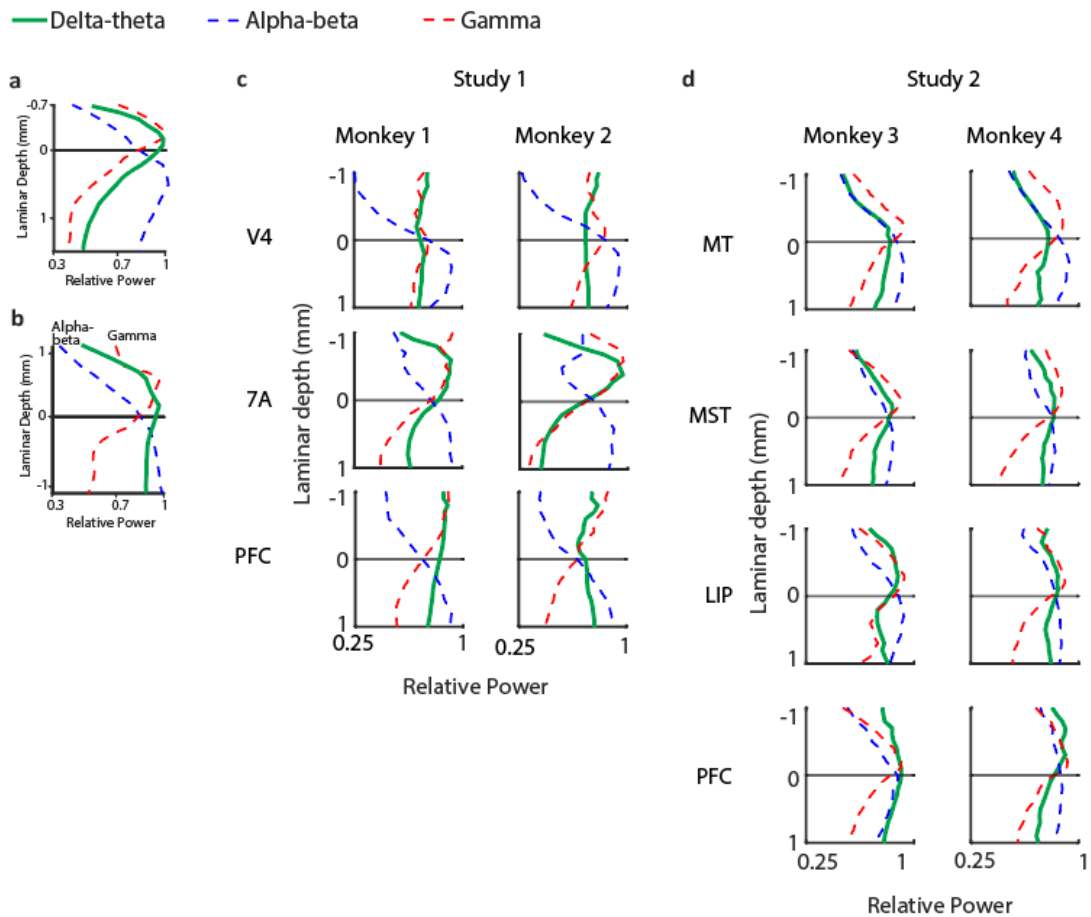 Delta-theta Alpha-beta Gamma
a
-0.7
0
1
Laminar Depth (mm)
0.3 0.7 1
Relative Power
b
Alpha-
beta
Gamma
1
0
-1
Laminar Depth (mm)
0.3 0.7 1
Relative Power
c Study 1
Monkey 1 Monkey 2
V4
-1
0
1
7A
-1
0
1
PFC
-1
0
1
Laminar depth (mm)
0.25 1 0.25 1
Relative Power
d Study 2
Monkey 3 Monkey 4
MT
-1
0
1
MST
-1
0
1
LIP
-1
0
1
PFC
-1
0
1
Laminar depth (mm)
0.25 1 0.25 1
Relative Power